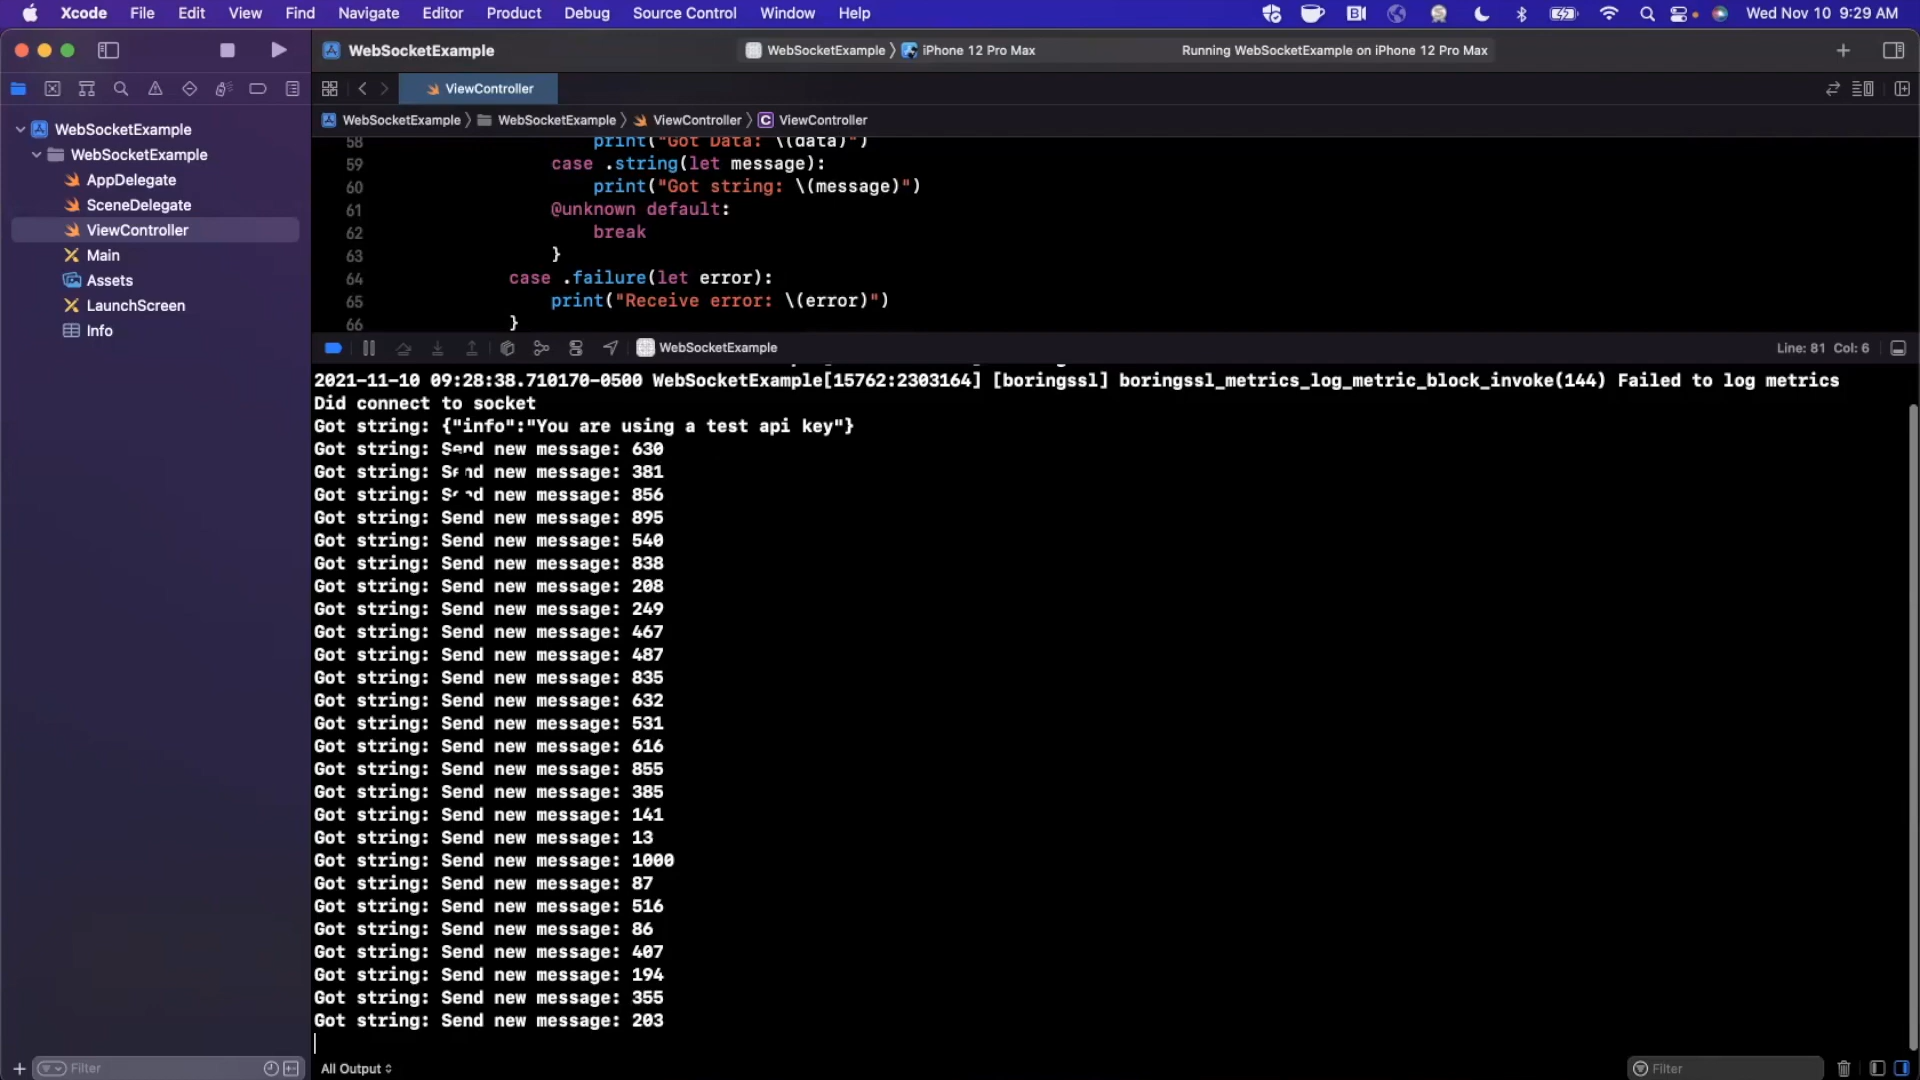 Xcode File Edit View Find Navigate Editor Product Debug Source Control Window Help Wed Nov 10 9:29 AM
WebSocketExample WebSocketExample iPhone 12 Pro Max Running WebSocketExample on iPhone 12 Pro Max
ViewController
WebSocketExample WebSocketExample ViewController C ViewController
WebSocketExample
WebSocketExample
AppDelegate
SceneDelegate
ViewController
Main
Assets
LaunchScreen
Info
58 print("Got Data: \(data)")
59 case .string(let message):
60 print("Got string: \(message)")
61 @unknown default:
62 break
63 }
64 case .failure(let error):
65 print("Receive error: \(error)")
66 }
WebSocketExample Line: 81 Col: 6
2021-11-10 09:28:38.710170-0500 WebSocketExample[15762:2303164] [boringssl] boringssl_metrics_log_metric_block_invoke(144) Failed to log metrics
Did connect to socket
Got string: {"info":"You are using a test api key"}
Got string: Send new message: 630
Got string: Send new message: 381
Got string: Send new message: 856
Got string: Send new message: 895
Got string: Send new message: 540
Got string: Send new message: 838
Got string: Send new message: 208
Got string: Send new message: 249
Got string: Send new message: 467
Got string: Send new message: 487
Got string: Send new message: 835
Got string: Send new message: 632
Got string: Send new message: 531
Got string: Send new message: 616
Got string: Send new message: 855
Got string: Send new message: 385
Got string: Send new message: 141
Got string: Send new message: 13
Got string: Send new message: 1000
Got string: Send new message: 87
Got string: Send new message: 516
Got string: Send new message: 86
Got string: Send new message: 407
Got string: Send new message: 194
Got string: Send new message: 355
Got string: Send new message: 203
Filter All Output Filter